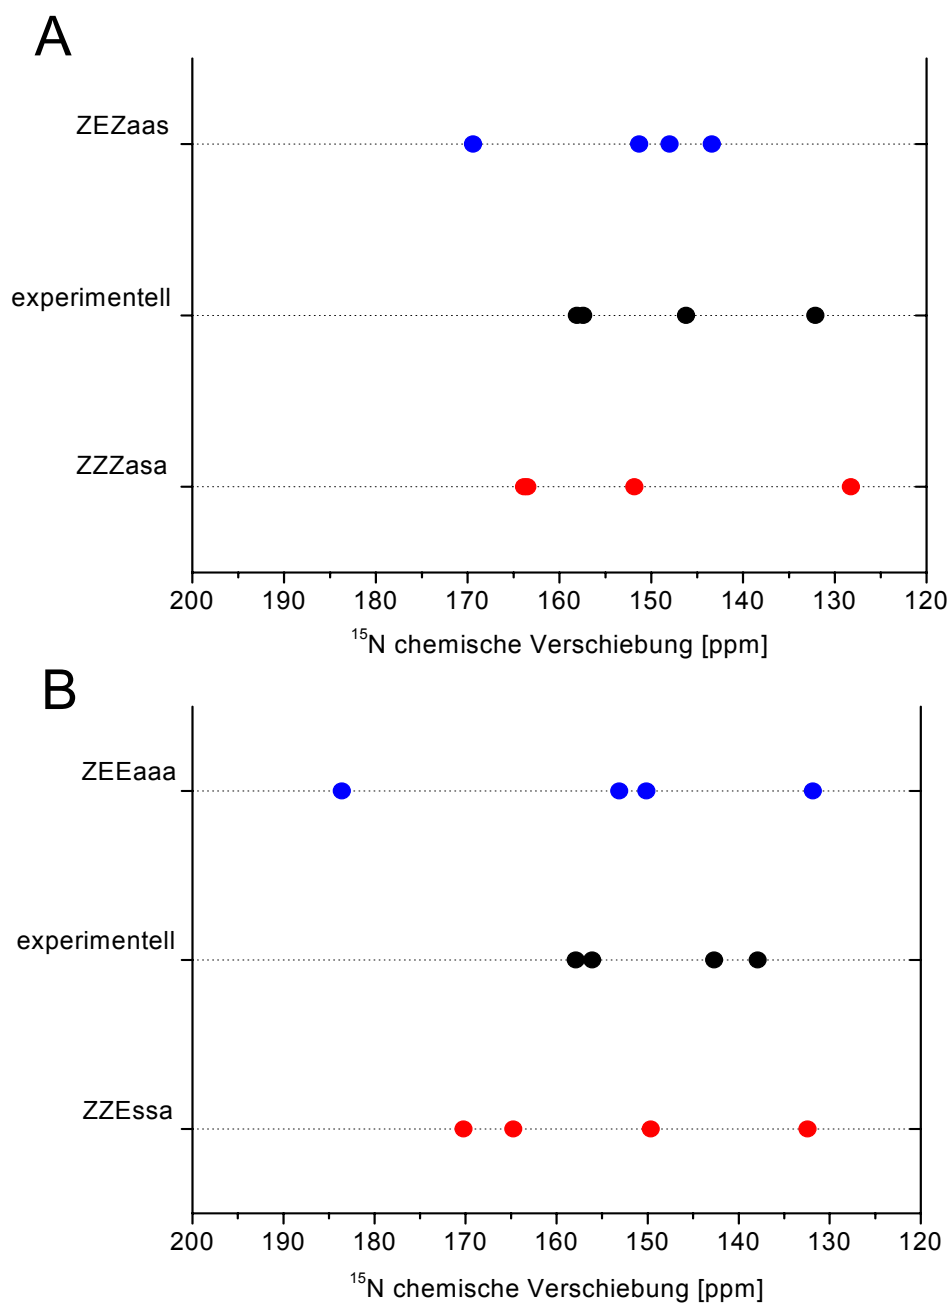 A
ZEZaas
experimentell
ZZZasa
200 190 180 170 160 150 140 130 120
¹⁵N chemische Verschiebung [ppm]
B
ZEEaaa
experimentell
ZZEssa
200 190 180 170 160 150 140 130 120
¹⁵N chemische Verschiebung [ppm]